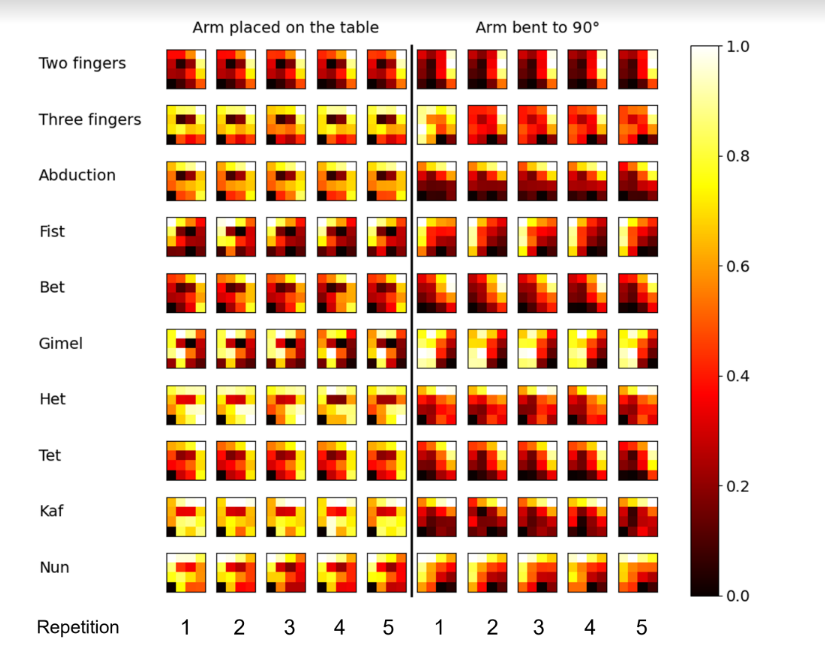 Arm placed on the table Arm bent to 90°
Two fingers
Three fingers
Abduction
Fist
Bet
Gimel
Het
Tet
Kaf
Nun
Repetition 1 2 3 4 5 1 2 3 4 5
1.0
0.8
0.6
0.4
0.2
0.0